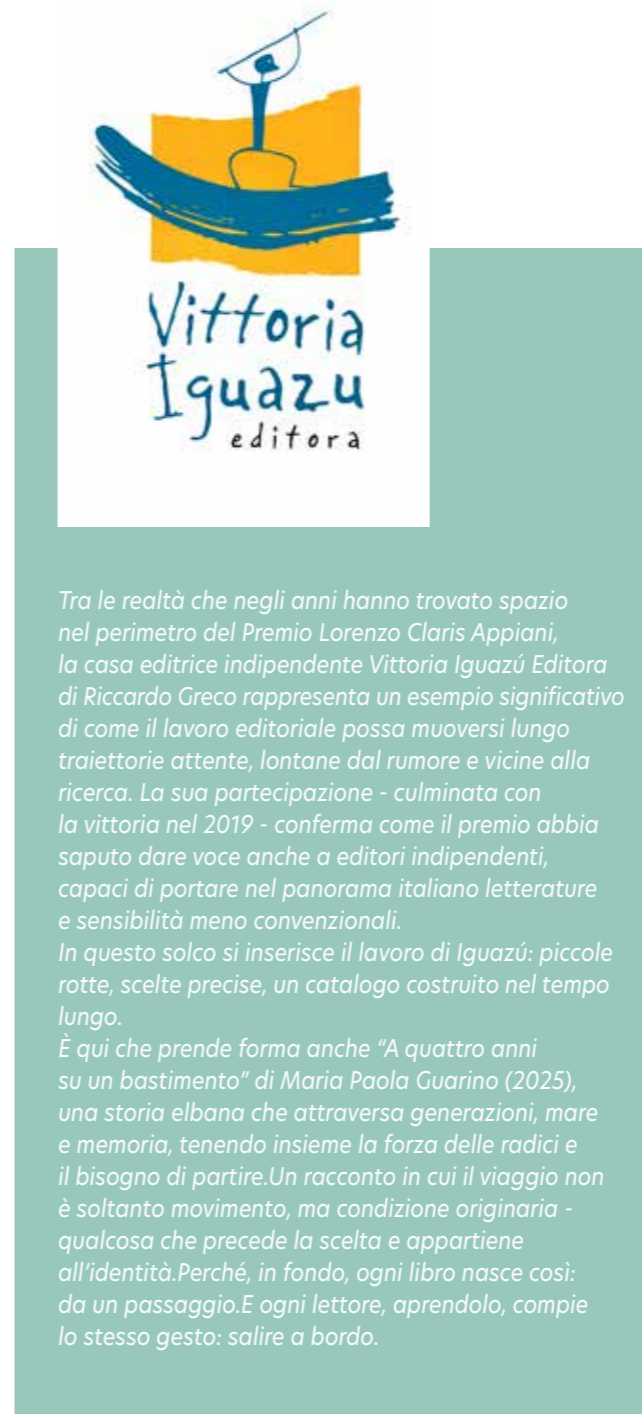 Vittoria
Iguazu
editora
Tra le realtà che negli anni hanno trovato spazio
nel perimetro del Premio Lorenzo Claris Appiani,
la casa editrice indipendente Vittoria Iguazú Editora
di Riccardo Greco rappresenta un esempio significativo
di come il lavoro editoriale possa muoversi lungo
traiettorie attente, lontane dal rumore e vicine alla
ricerca. La sua partecipazione - culminata con
la vittoria nel 2019 - conferma come il premio abbia
saputo dare voce anche a editori indipendenti,
capaci di portare nel panorama italiano letterature
e sensibilità meno convenzionali.
In questo solco si inserisce il lavoro di Iguazú: piccole
rotte, scelte precise, un catalogo costruito nel tempo
lungo.
È qui che prende forma anche “A quattro anni
su un bastimento” di Maria Paola Guarino (2025),
una storia elbana che attraversa generazioni, mare
e memoria, tenendo insieme la forza delle radici e
il bisogno di partire.Un racconto in cui il viaggio non
è soltanto movimento, ma condizione originaria -
qualcosa che precede la scelta e appartiene
all’identità.Perché, in fondo, ogni libro nasce così:
da un passaggio.E ogni lettore, aprendolo, compie
lo stesso gesto: salire a bordo.